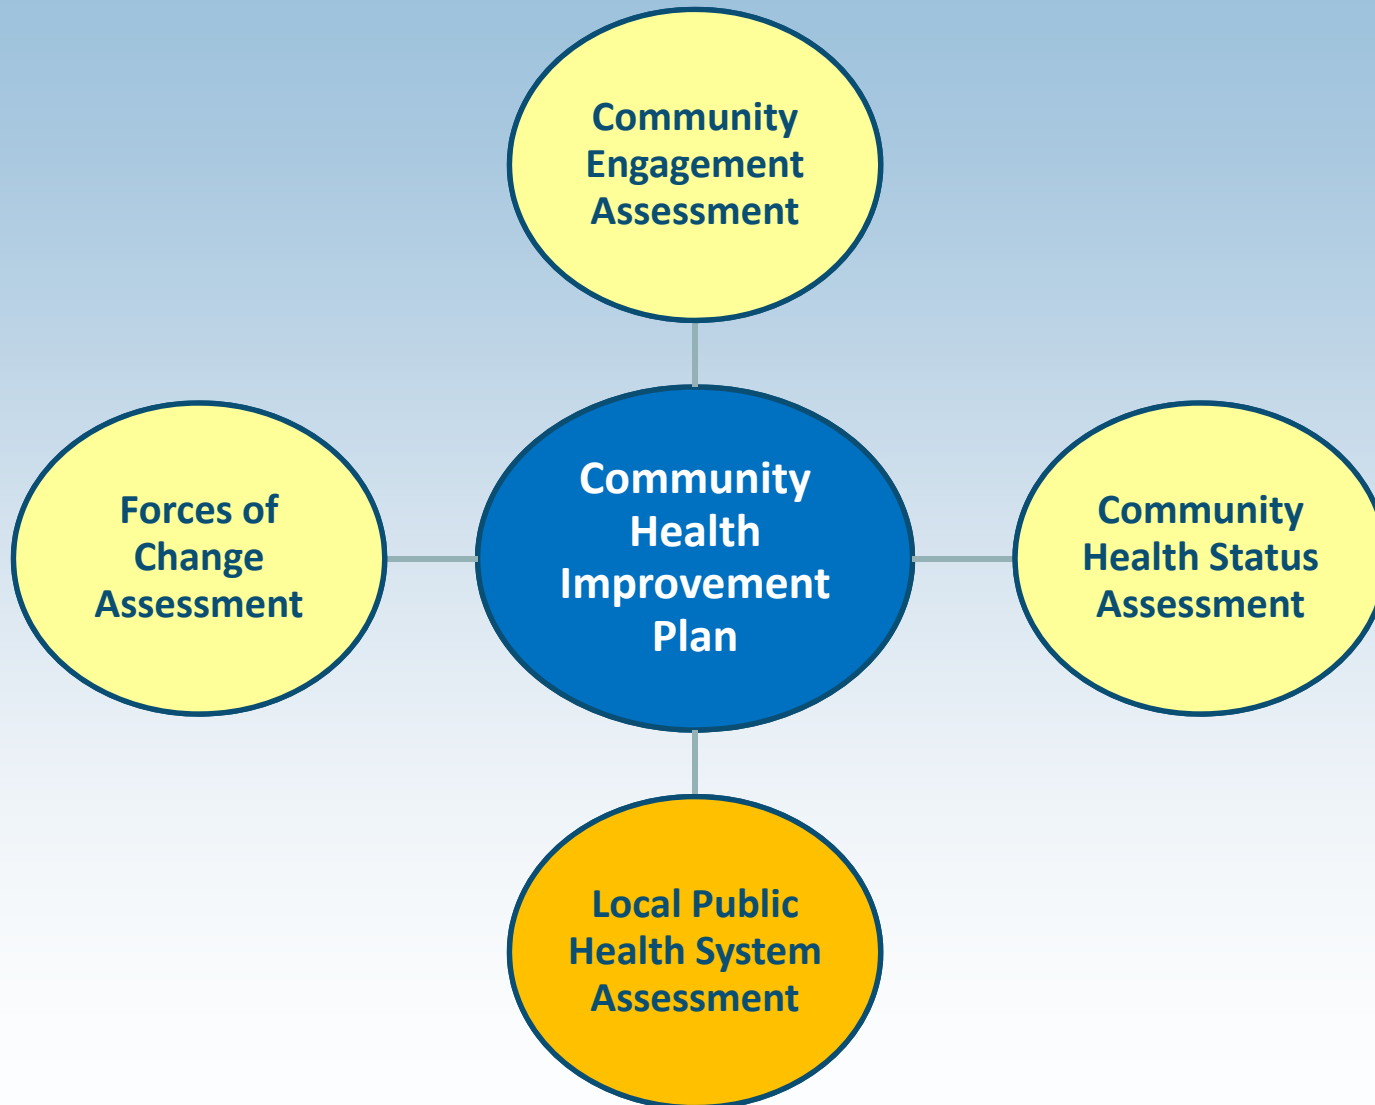 Community
Engagement
Assessment
Forces of
Change
Assessment
Community
Health
Improvement
Plan
Community
Health Status
Assessment
Local Public
Health System
Assessment